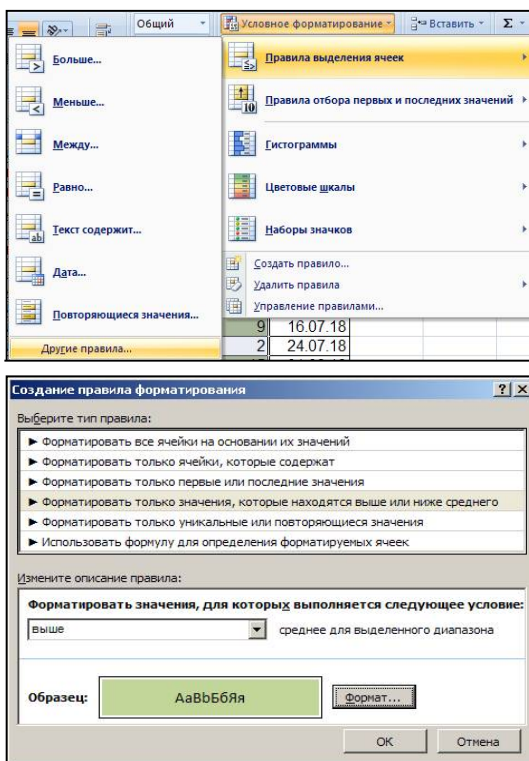 Общий
Условное форматирование
Вставить
Σ
Больше...
Меньше...
Между...
Равно...
Текст содержит...
Дата...
Повторяющиеся значения...
Другие правила...
Правила выделения ячеек
Правила отбора первых и последних значений
Гистограммы
Цветовые шкалы
Наборы значков
Создать правило...
Удалить правила
Управление правилами...
9 16.07.18
2 24.07.18
Создание правила форматирования
Выберите тип правила:
► Форматировать все ячейки на основании их значений
► Форматировать только ячейки, которые содержат
► Форматировать только первые или последние значения
► Форматировать только значения, которые находятся выше или ниже среднего
► Форматировать только уникальные или повторяющиеся значения
► Использовать формулу для определения форматируемых ячеек
Измените описание правила:
Форматировать значения, для которых выполняется следующее условие:
выше среднее для выделенного диапазона
Образец: АаВbБбЯя Формат...
ОК Отмена